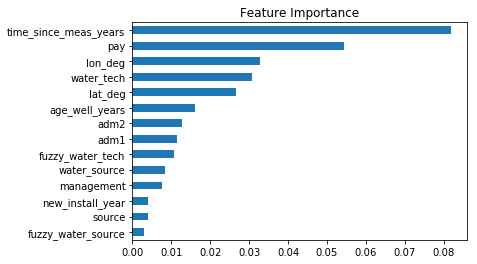 Feature Importance
time_since_meas_years
pay
lon_deg
water_tech
lat_deg
age_well_years
adm2
adm1
fuzzy_water_tech
water_source
management
new_install_year
source
fuzzy_water_source
0.00 0.01 0.02 0.03 0.04 0.05 0.06 0.07 0.08